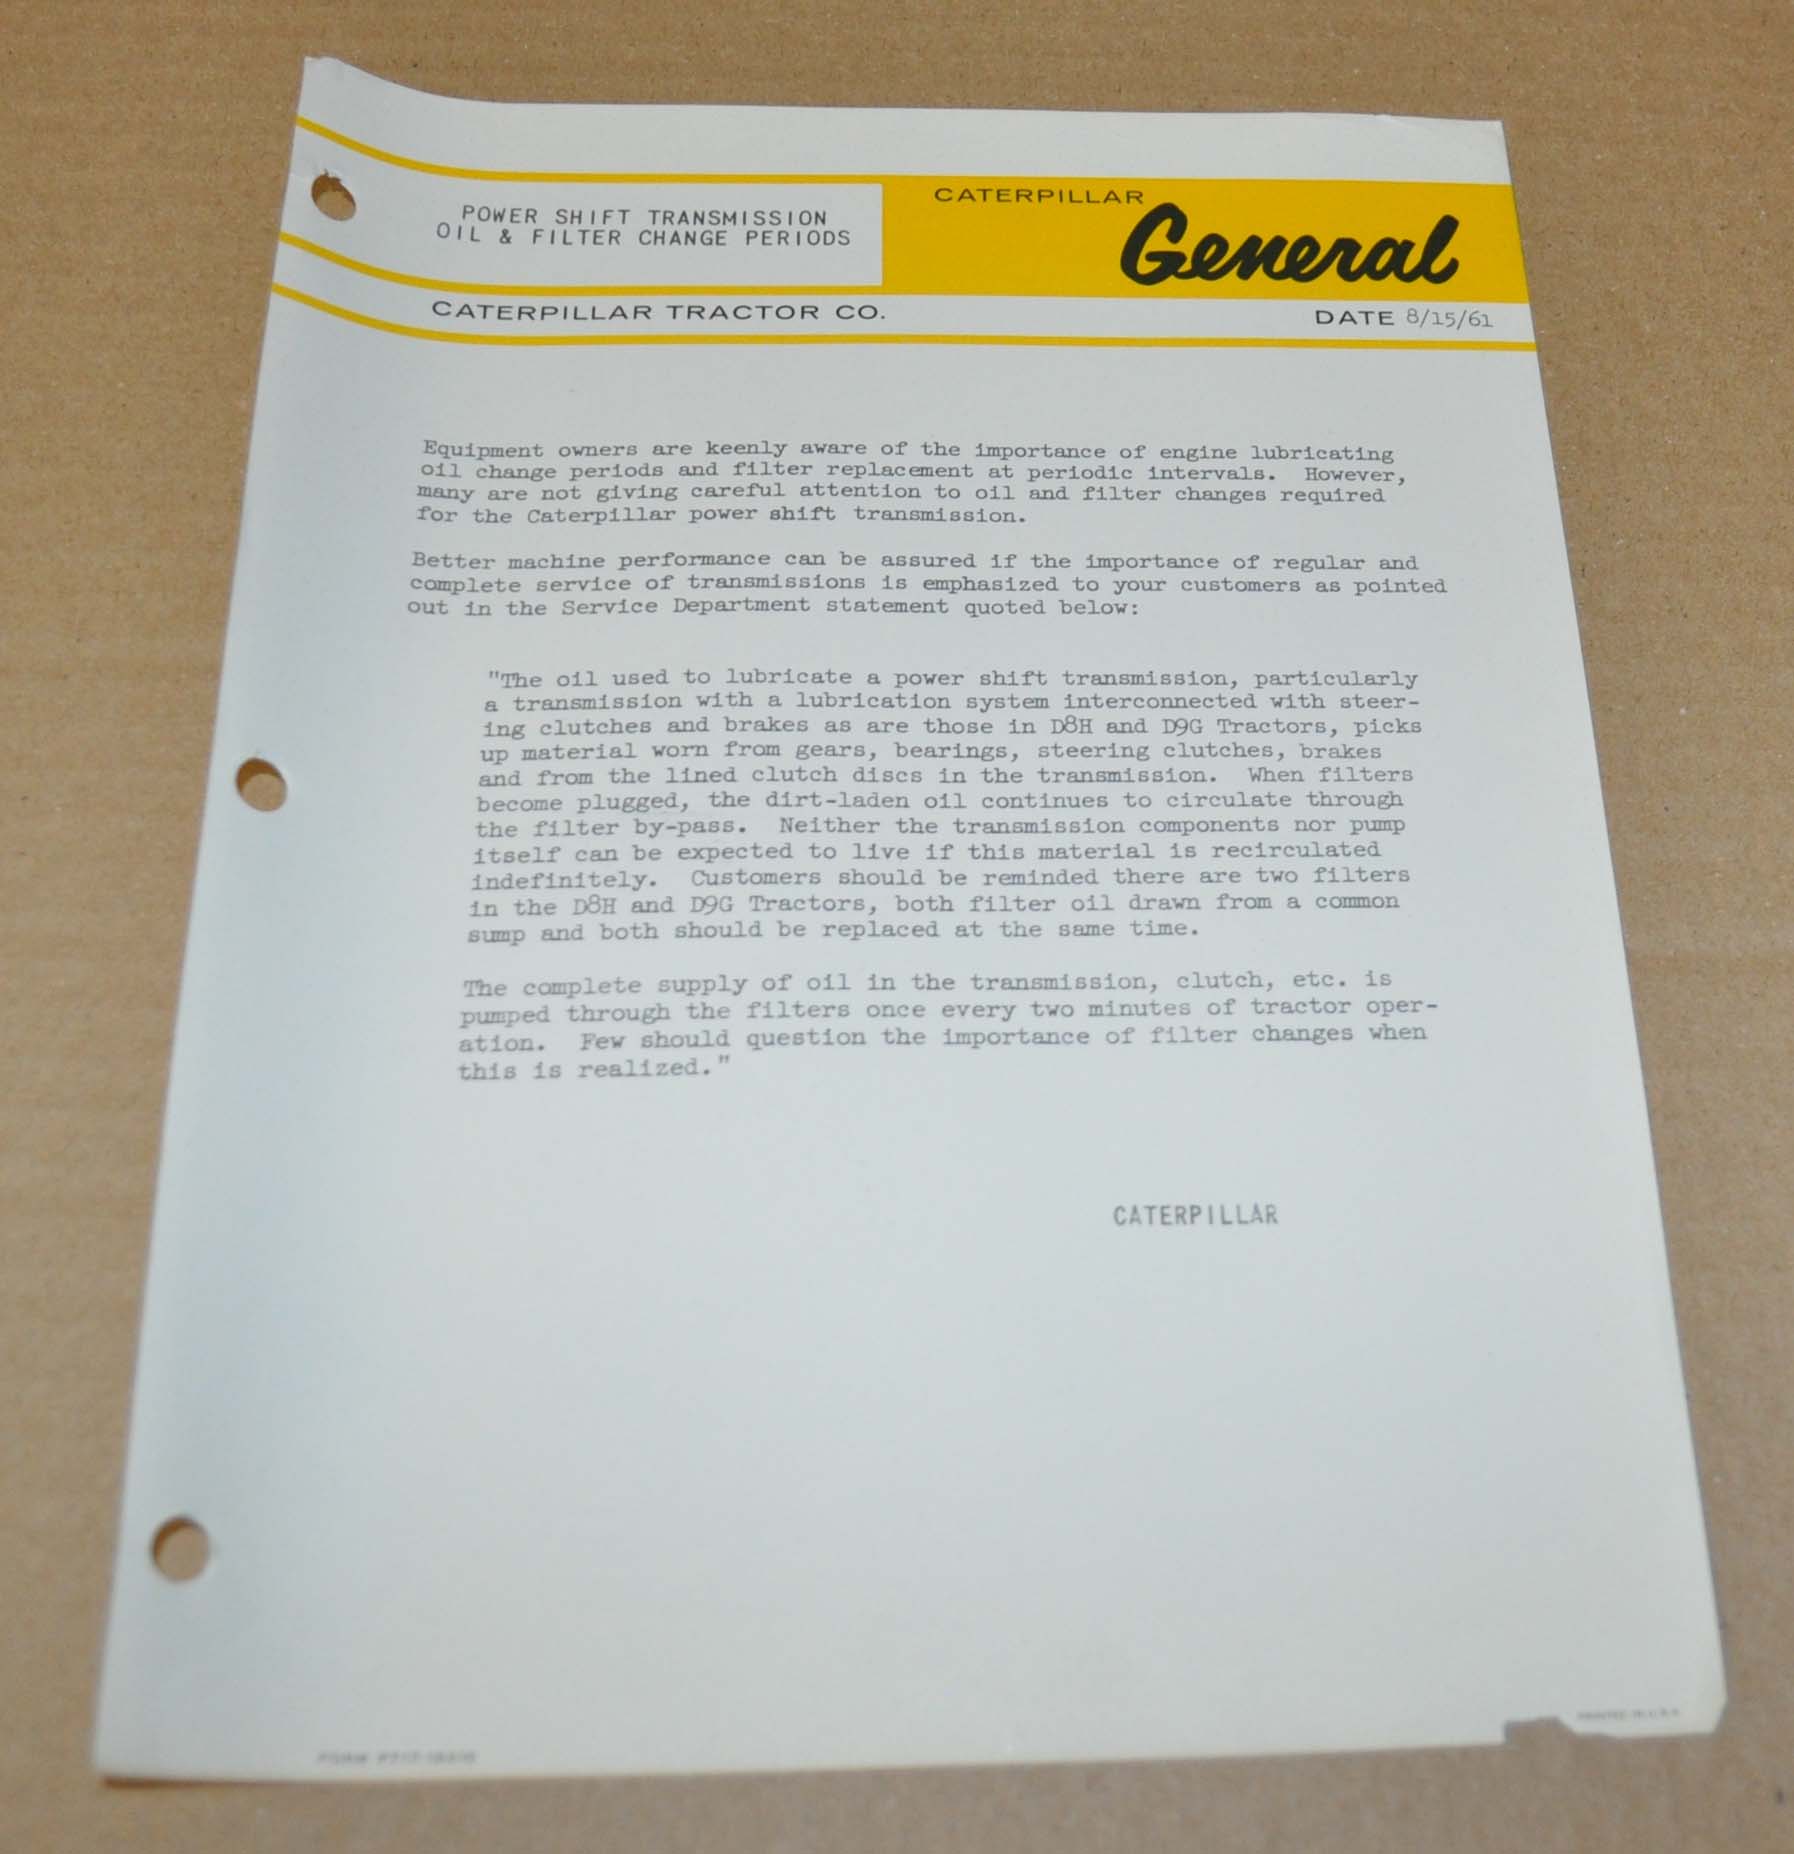 POWER SHIFT TRANSMISSION
OIL & FILTER CHANGE PERIODS
CATERPILLAR
General
CATERPILLAR TRACTOR CO.
DATE 8/15/61
Equipment owners are keenly aware of the importance of engine lubricating
oil change periods and filter replacement at periodic intervals. However,
many are not giving careful attention to oil and filter changes required
for the Caterpillar power shift transmission.
Better machine performance can be assured if the importance of regular and
complete service of transmissions is emphasized to your customers as pointed
out in the Service Department statement quoted below:
"The oil used to lubricate a power shift transmission, particularly
a transmission with a lubrication system interconnected with steer-
ing clutches and brakes as are those in D8H and D9G Tractors, picks
up material worn from gears, bearings, steering clutches, brakes
and from the lined clutch discs in the transmission. When filters
become plugged, the dirt-laden oil continues to circulate through
the filter by-pass. Neither the transmission components nor pump
itself can be expected to live if this material is recirculated
indefinitely. Customers should be reminded there are two filters
in the D8H and D9G Tractors, both filter oil drawn from a common
sump and both should be replaced at the same time.
The complete supply of oil in the transmission, clutch, etc. is
pumped through the filters once every two minutes of tractor oper-
ation. Few should question the importance of filter changes when
this is realized."
CATERPILLAR
PRINTED IN U.S.A.
FORM